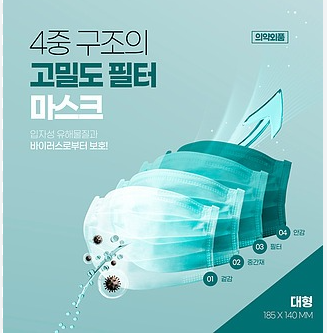 4중 구조의
의약외품
고밀도 필터
마스크
입자성 유해물질과
바이러스로부터 보호!
04 안감
03 필터
02 중간재
01 겉감
대형
185 X 140 MM